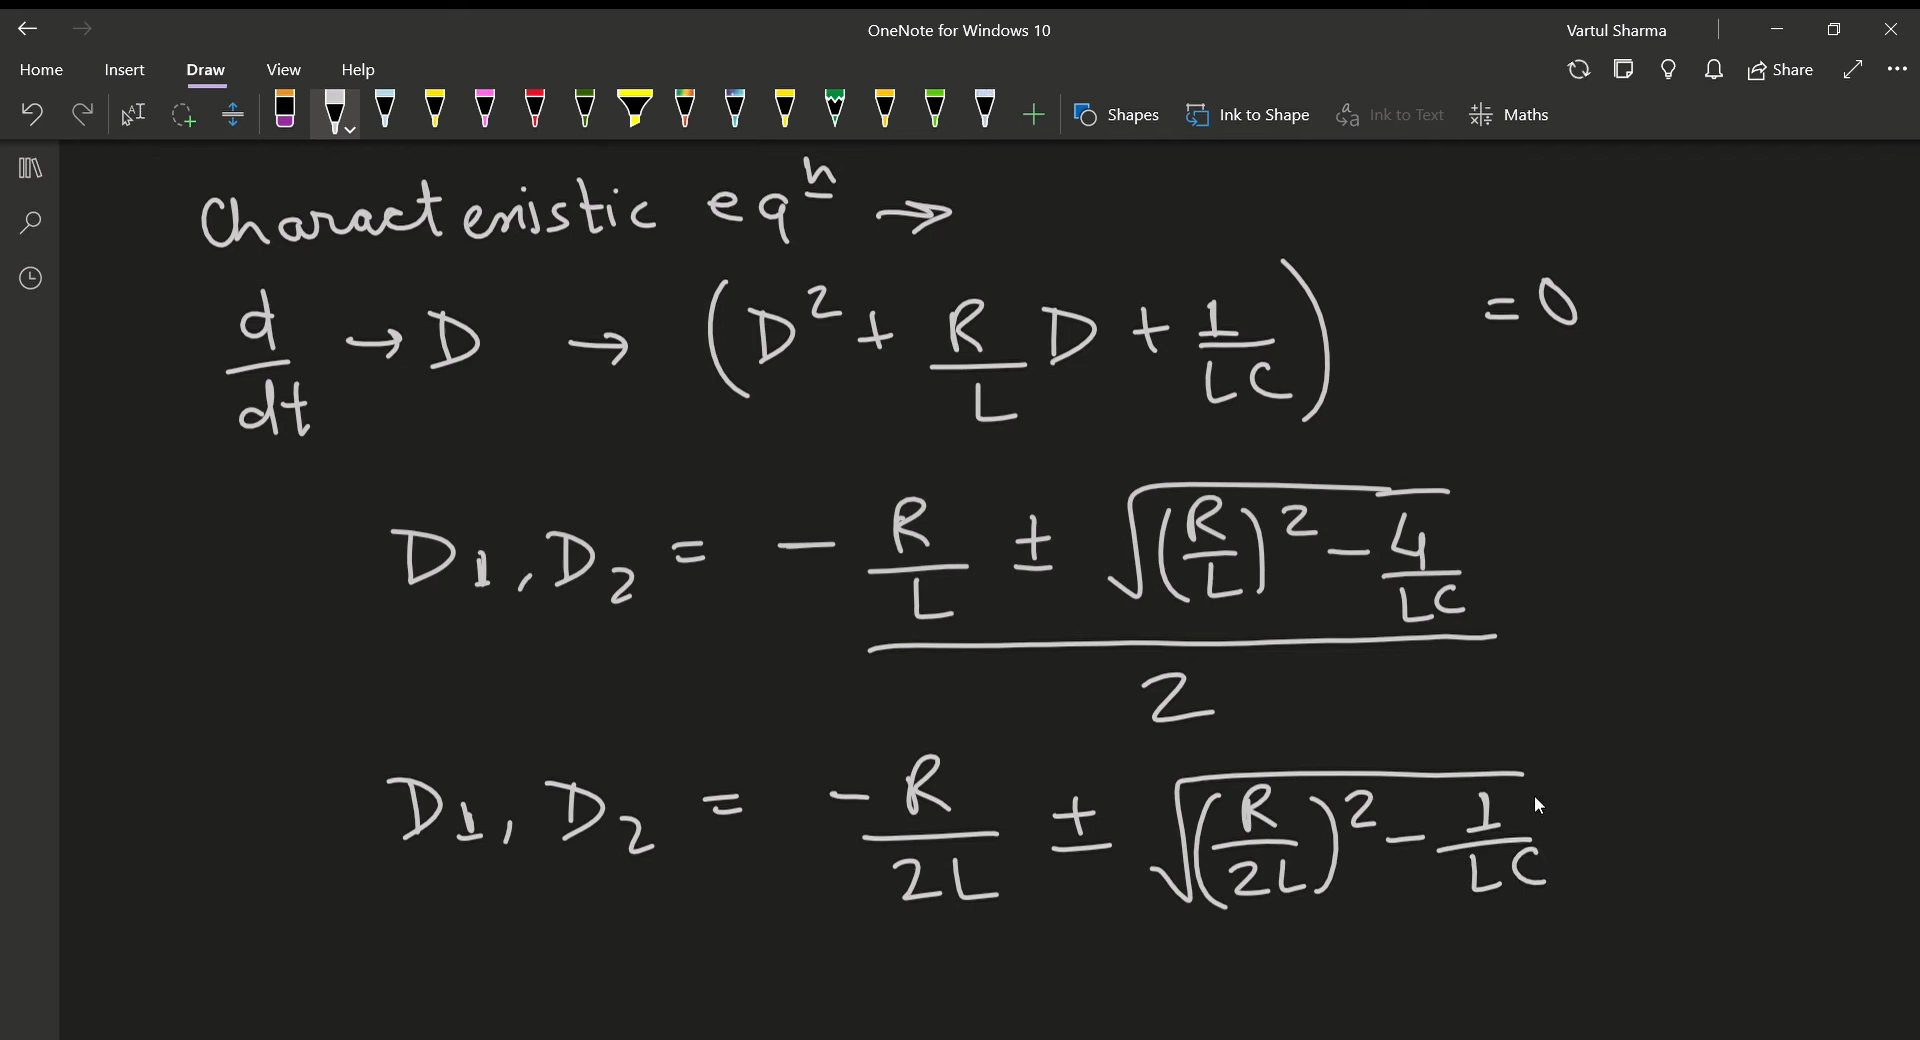 OneNote for Windows 10
Vartul Sharma
Home Insert Draw View Help
Share
Shapes Ink to Shape Ink to Text Maths
Characteristic eqⁿ →
d/dt → D → (D² + R/L D + 1/LC) = 0
D₁, D₂ = (- R/L ± √((R/L)² - 4/LC)) / 2
D₁, D₂ = -R/2L ± √((R/2L)² - 1/LC)